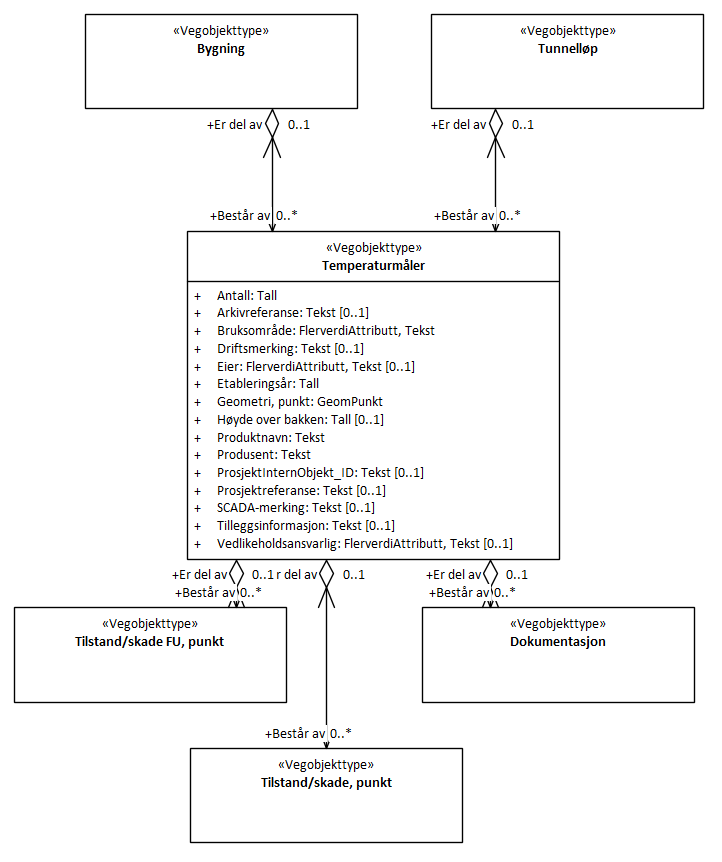 «Vegobjekttype»
Bygning
«Vegobjekttype»
Tunnelløp
+Er del av 0..1
+Er del av 0..1
+Består av 0..*
+Består av 0..*
«Vegobjekttype»
Temperaturmåler
+ Antall: Tall
+ Arkivreferanse: Tekst [0..1]
+ Bruksområde: FlerverdiAttributt, Tekst
+ Driftsmerking: Tekst [0..1]
+ Eier: FlerverdiAttributt, Tekst [0..1]
+ Etableringsår: Tall
+ Geometri, punkt: GeomPunkt
+ Høyde over bakken: Tall [0..1]
+ Produktnavn: Tekst
+ Produsent: Tekst
+ ProsjektInternObjekt_ID: Tekst [0..1]
+ Prosjektreferanse: Tekst [0..1]
+ SCADA-merking: Tekst [0..1]
+ Tilleggsinformasjon: Tekst [0..1]
+ Vedlikeholdsansvarlig: FlerverdiAttributt, Tekst [0..1]
+Er del av 0..1
r del av 0..1
+Er del av 0..1
+Består av 0..*
+Består av 0..*
«Vegobjekttype»
Tilstand/skade FU, punkt
«Vegobjekttype»
Dokumentasjon
+Består av 0..*
«Vegobjekttype»
Tilstand/skade, punkt